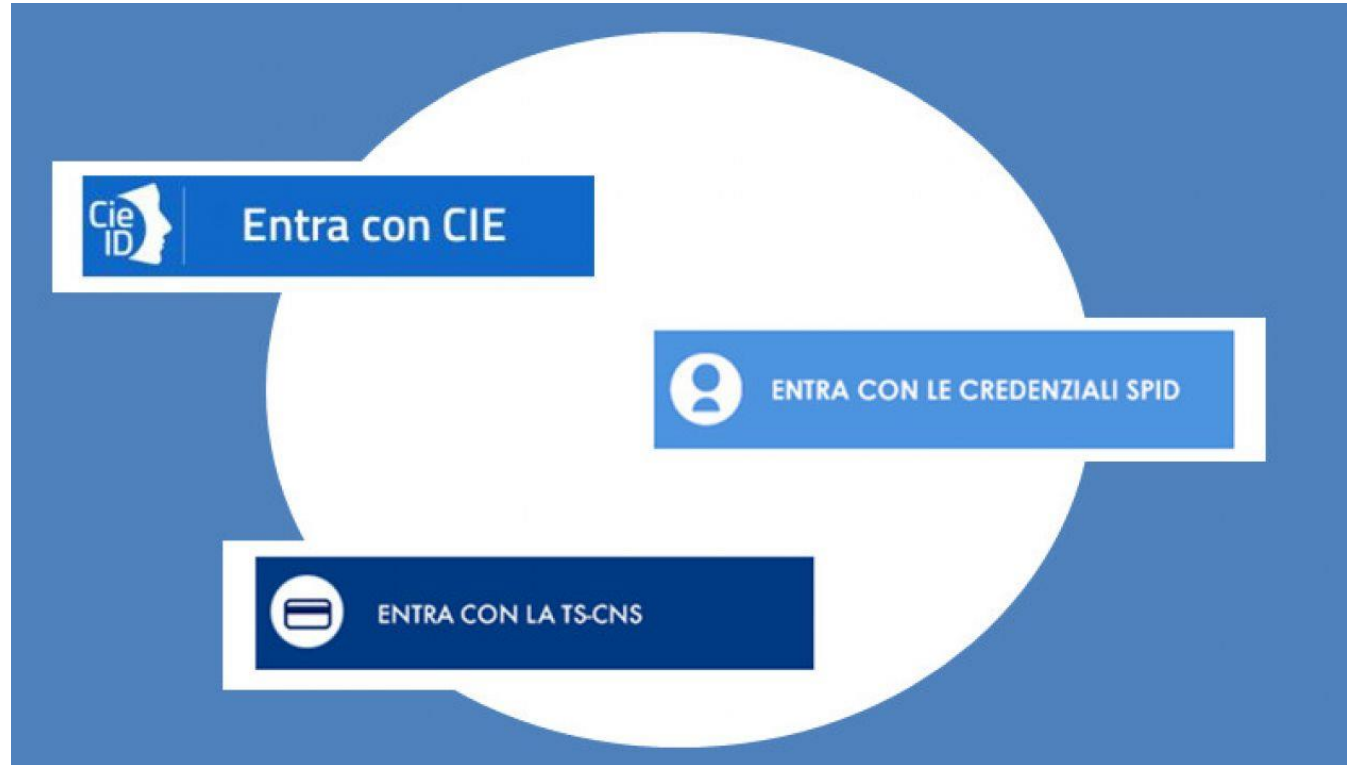 Cie
ID
Entra con CIE
ENTRA CON LE CREDENZIALI SPID
ENTRA CON LA TS-CNS